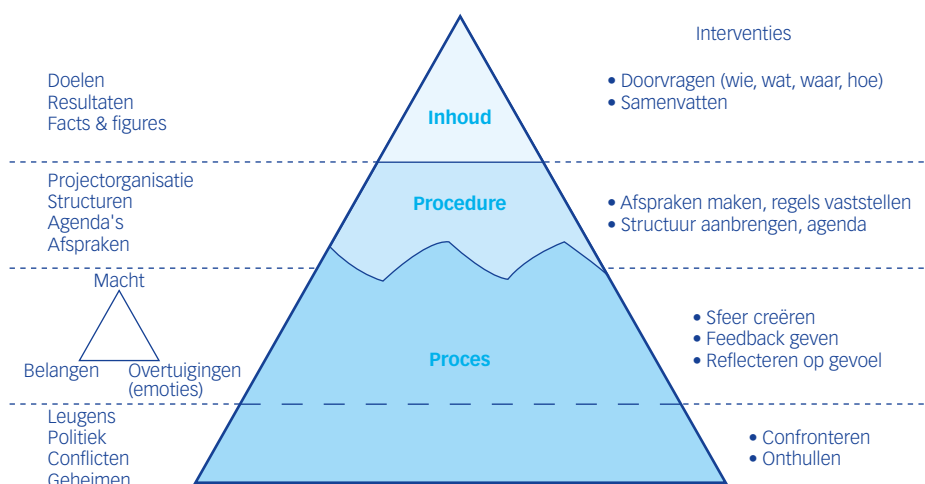 Interventies
Doelen
Resultaten
Facts & figures
Inhoud
• Doorvragen (wie, wat, waar, hoe)
• Samenvatten
Projectorganisatie
Structuren
Agenda's
Afspraken
Procedure
• Afspraken maken, regels vaststellen
• Structuur aanbrengen, agenda
Macht
Belangen
Overtuigingen
(emoties)
Proces
• Sfeer creëren
• Feedback geven
• Reflecteren op gevoel
Leugens
Politiek
Conflicten
Geheimen
• Confronteren
• Onthullen